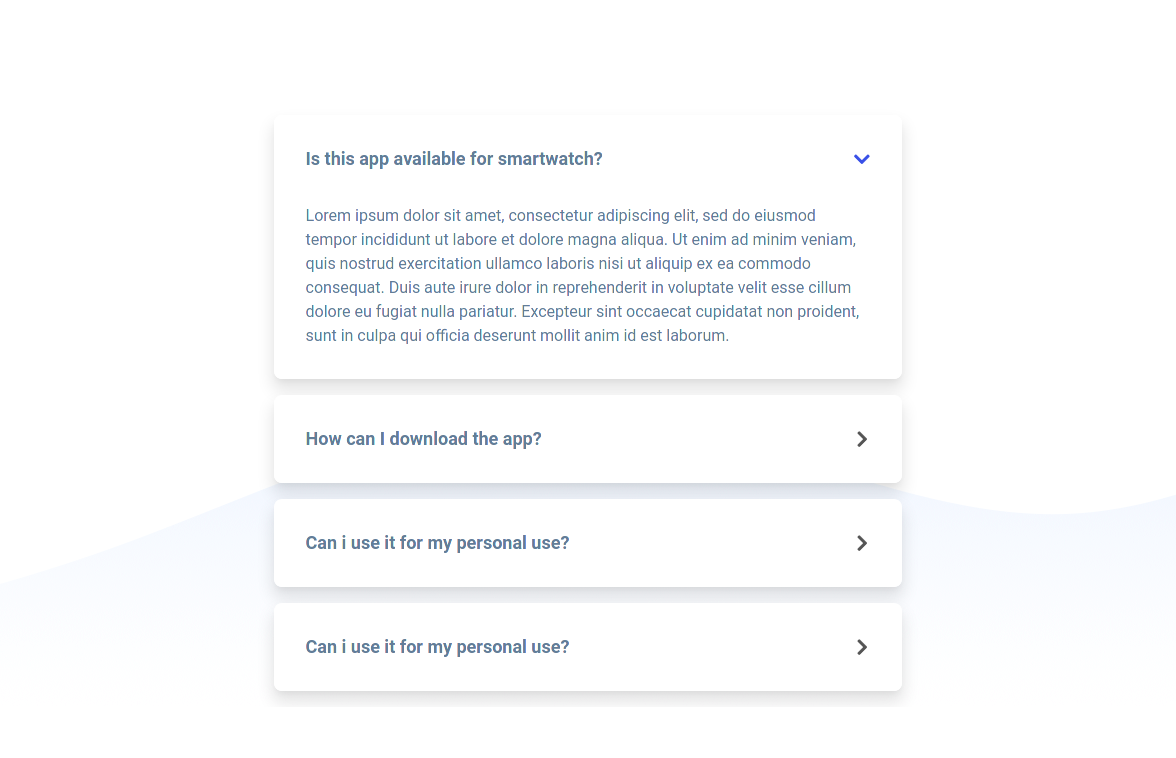 Is this app available for smartwatch?
Lorem ipsum dolor sit amet, consectetur adipiscing elit, sed do eiusmod
tempor incididunt ut labore et dolore magna aliqua. Ut enim ad minim veniam,
quis nostrud exercitation ullamco laboris nisi ut aliquip ex ea commodo
consequat. Duis aute irure dolor in reprehenderit in voluptate velit esse cillum
dolore eu fugiat nulla pariatur. Excepteur sint occaecat cupidatat non proident,
sunt in culpa qui officia deserunt mollit anim id est laborum.
How can I download the app?
Can i use it for my personal use?
Can i use it for my personal use?